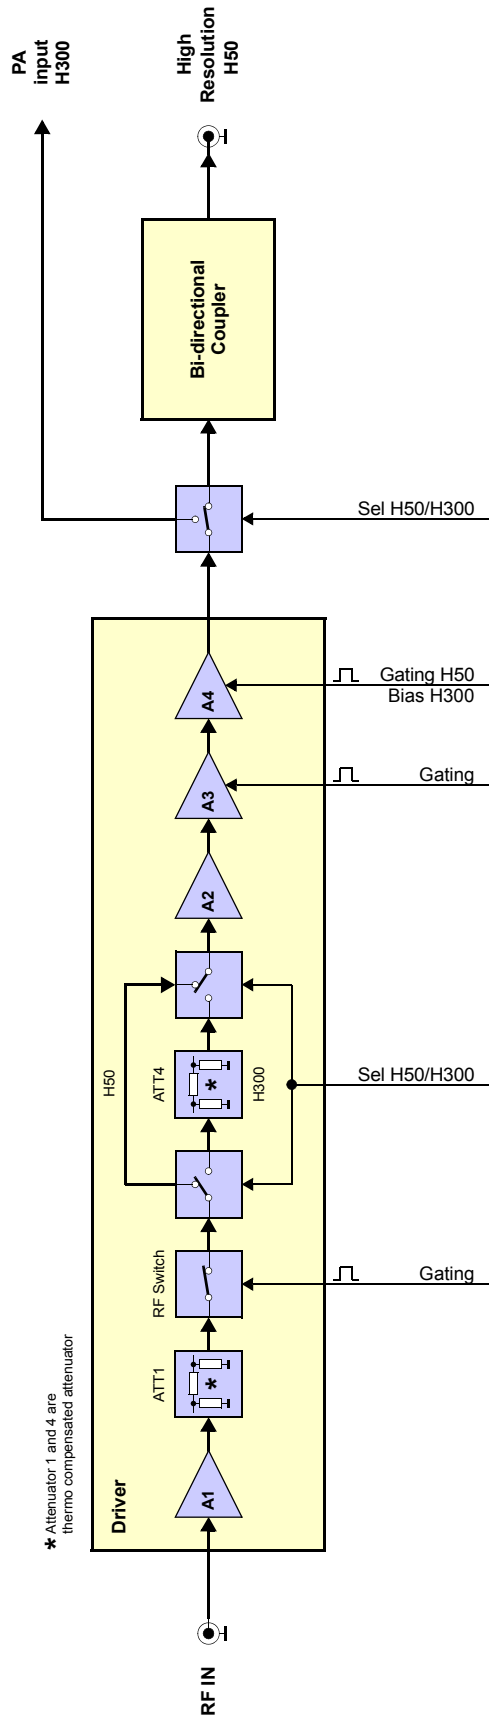 PA
input
H300
High
Resolution
H50
Bi-directional
Coupler
Sel H50/H300
Gating H50
Bias H300
Gating
A4
A3
A2
H50
ATT4
*
H300
Sel H50/H300
RF Switch
Gating
ATT1
*
* Attenuator 1 and 4 are
thermo compensated attenuator
A1
Driver
RF IN